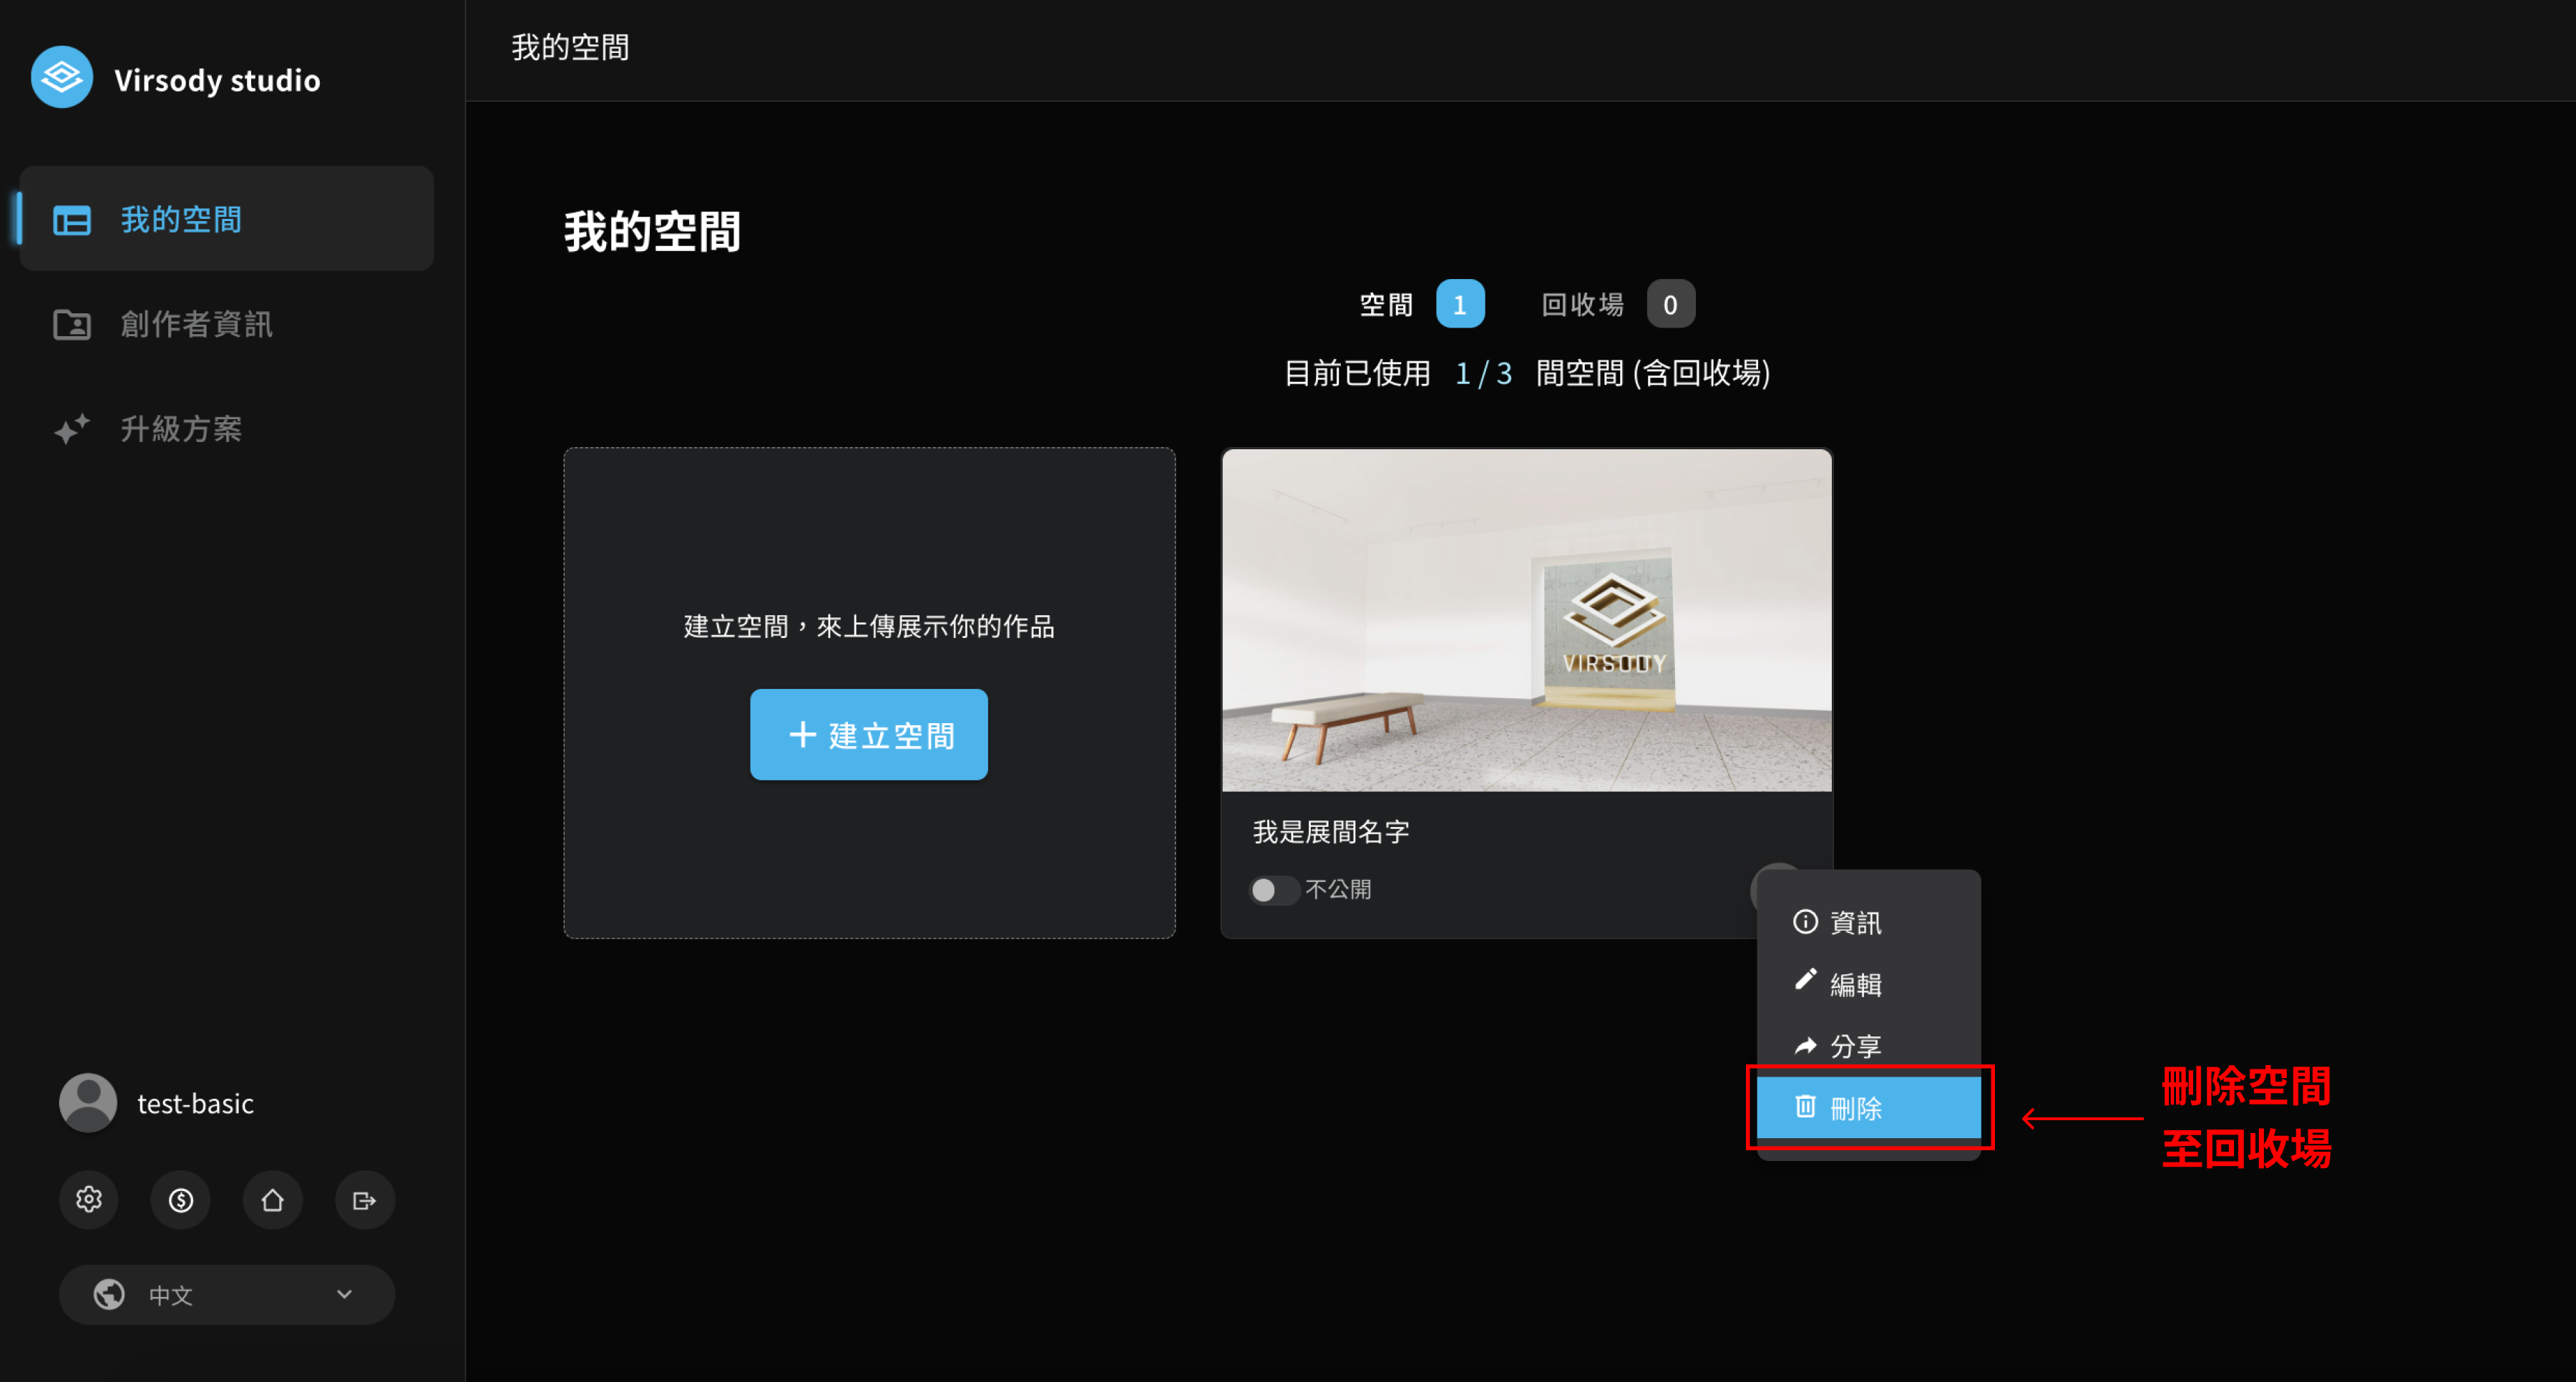 Virsody studio
我的空間
創作者資訊
升級方案
test-basic
中文
我的空間
我的空間
空間 1 回收場 0
目前已使用 1 / 3 間空間 (含回收場)
建立空間，來上傳展示你的作品
建立空間
VIRSODY
我是展間名字
不公開
資訊
編輯
分享
刪除
刪除空間
至回收場